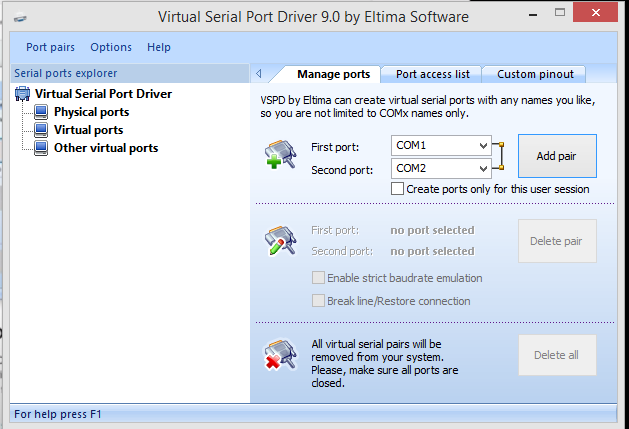 Virtual Serial Port Driver 9.0 by Eltima Software
Port pairs Options Help
Serial ports explorer
Virtual Serial Port Driver
Physical ports
Virtual ports
Other virtual ports
Manage ports Port access list Custom pinout
VSPD by Eltima can create virtual serial ports with any names you like,
so you are not limited to COMx names only.
First port: COM1
Second port: COM2
Add pair
Create ports only for this user session
First port: no port selected
Second port: no port selected
Delete pair
Enable strict baudrate emulation
Break line/Restore connection
All virtual serial pairs will be
removed from your system.
Please, make sure all ports are
closed.
Delete all
For help press F1